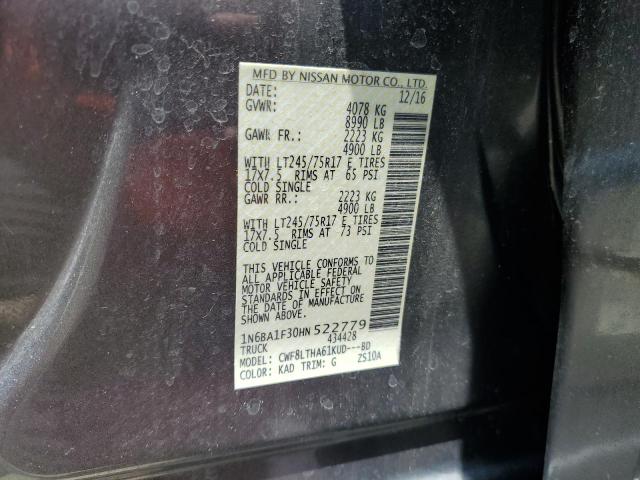 MFD BY NISSAN MOTOR CO., LTD.
DATE: 12/16
GVWR: 4078 KG
8990 LB
GAWR FR.: 2223 KG
4900 LB
WITH LT245/75R17 E TIRES
17X7.5 RIMS AT 65 PSI
COLD SINGLE
GAWR RR.: 2223 KG
4900 LB
WITH LT245/75R17 E TIRES
17X7.5 RIMS AT 73 PSI
COLD SINGLE
THIS VEHICLE CONFORMS TO
ALL APPLICABLE FEDERAL
MOTOR VEHICLE SAFETY
STANDARDS IN EFFECT ON
THE DATE OF MANUFACTURE
SHOWN ABOVE.
1N6BA1F30HN522779
TRUCK 434428
MODEL: CWF8LTHA61KUD---BD
COLOR: KAD TRIM: G ZS10A